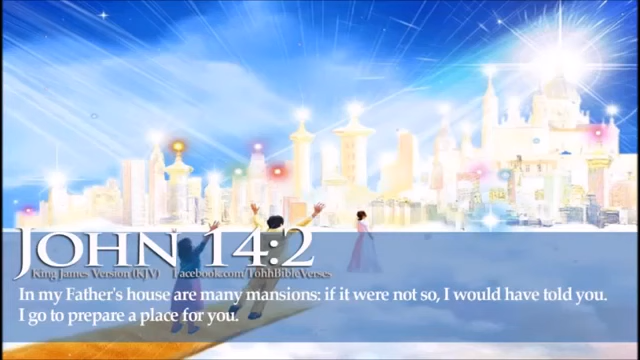 JOHN 14:2
King James Version (KJV) Facebook.com/TohhBibleVerses
In my Father's house are many mansions: if it were not so, I would have told you.
I go to prepare a place for you.